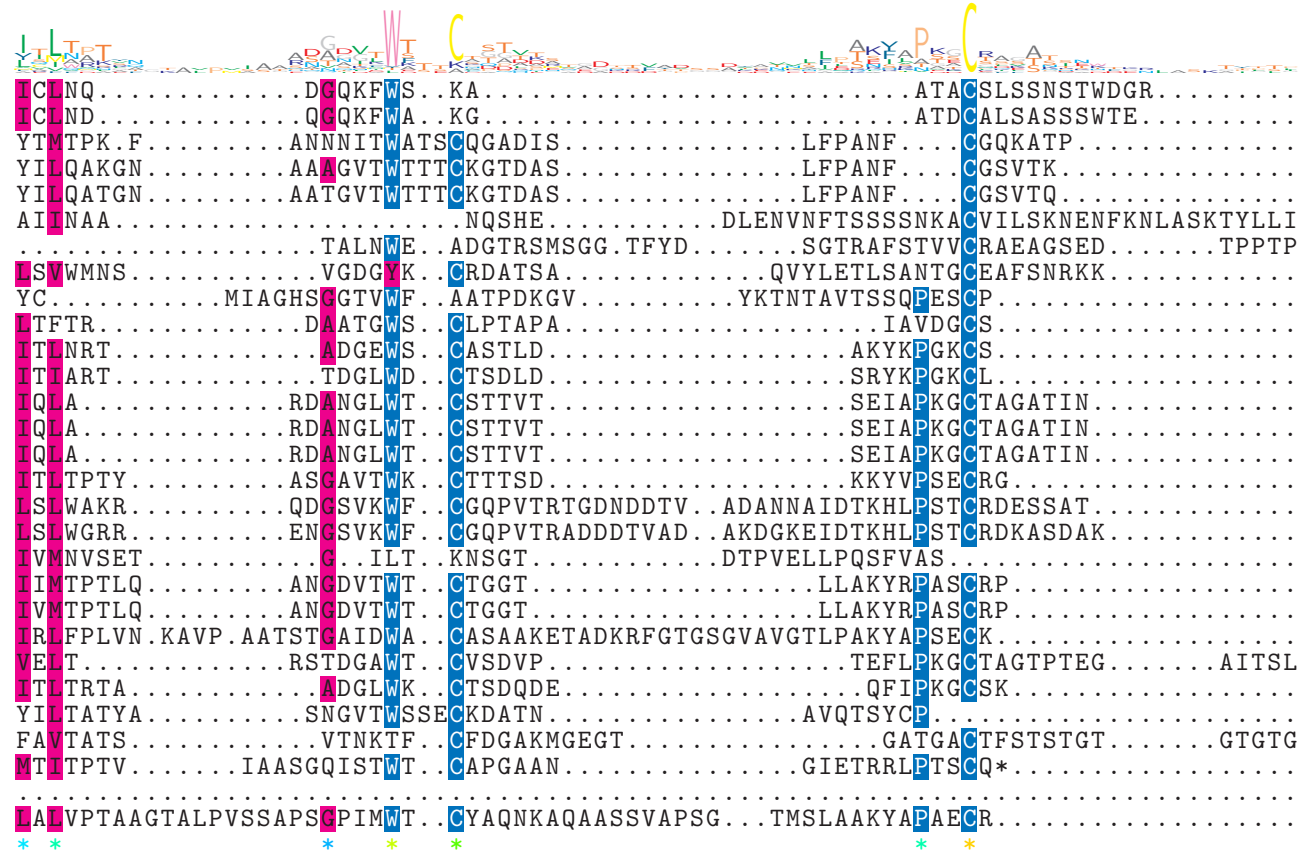 ICLNQ.............DGQKFWS..KA...........................ATACSLSSNSTWDGR.........
ICLND.............QGQKFWA..KG...........................ATDCALSASSSWTE..........
YTMTPK.F.........ANNNITWATSCQGADIS...............LFPANF....CGQKATP..............
YILQAKGN.........AAAGVTWTTTCKGTDAS...............LFPANF....CGSVTK...............
YILQATGN.........AATGVTWTTTCKGTDAS...............LFPANF....CGSVTQ...............
AIINAA......................NQSHE...........DLENVNFTSSSSNKACVILSKNENFKNLASKTYLLI
...................TALNWE..ADGTRSMSGG.TFYD.......SGTRAFSTVVCRAEAGSED.......TPPTP
LSVWMNS............VGDGYK..CRDATSA.............QVYLETLSANTGCEAFSNRKK............
YC...........MIAGHSGGTVWF..AATPDKGV..........YKTNTAVTSSQPESCP...................
LTFTR.............DAATGWS..CLPTAPA....................IAVDGCS...................
ITLNRT.............ADGEWS..CASTLD...................AKYKPGKCS...................
ITIART.............TDGLWD..CTSDLD...................SRYKPGKCL...................
IQLA.............RDANGLWT..CSTTVT...................SEIAPKGCTAGATIN.............
IQLA.............RDANGLWT..CSTTVT...................SEIAPKGCTAGATIN.............
IQLA.............RDANGLWT..CSTTVT...................SEIAPKGCTAGATIN.............
ITLTPTY..........ASGAVTWK..CTTTSD...................KKYVPSECRG..................
LSLWAKR..........QDGSVKWF..CGQPVTRTGDNDDTV..ADANNAIDTKHLPSTCRDESSAT.............
LSLWGRR..........ENGSVKWF..CGQPVTRADDDTVAD..AKDGKEIDTKHLPSTCRDKASDAK............
IVMNVSET...........G..ILT..KNSGT............DTPVELLPQSFVAS......................
IIMTPTLQ.........ANGDVTWT..CTGGT..................LLAKYRPASCRP..................
IVMTPTLQ.........ANGDVTWT..CTGGT..................LLAKYRPASCRP..................
IRLFPLVN.KAVP.AATSTGAIDWA..CASAAKETADKRFGTGSGVAVGTLPAKYAPSECK...................
VELT.............RSTDGAWT..CVSDVP...................TEFLPKGCTAGTPTEG.......AITSL
ITLTRTA............ADGLWK..CTSDQDE...................QFIPKGCSK..................
YILTATYA..........SNGVTWSSECKDATN................AVQTSYCP.......................
FAVTATS............VTNKTF..CFDGAKMGEGT................GATGACTFSTSTGT.......GTGTG
MTITPTV.......IAASGQISTWT..CAPGAAN...............GIETRRLPTSCQ*..................
................................................................................
LALVPTAAGTALPVSSAPSGPIMWT..CYAQNKAQAASSVAPSG...TMSLAAKYAPAECR...................
* * * * * * *